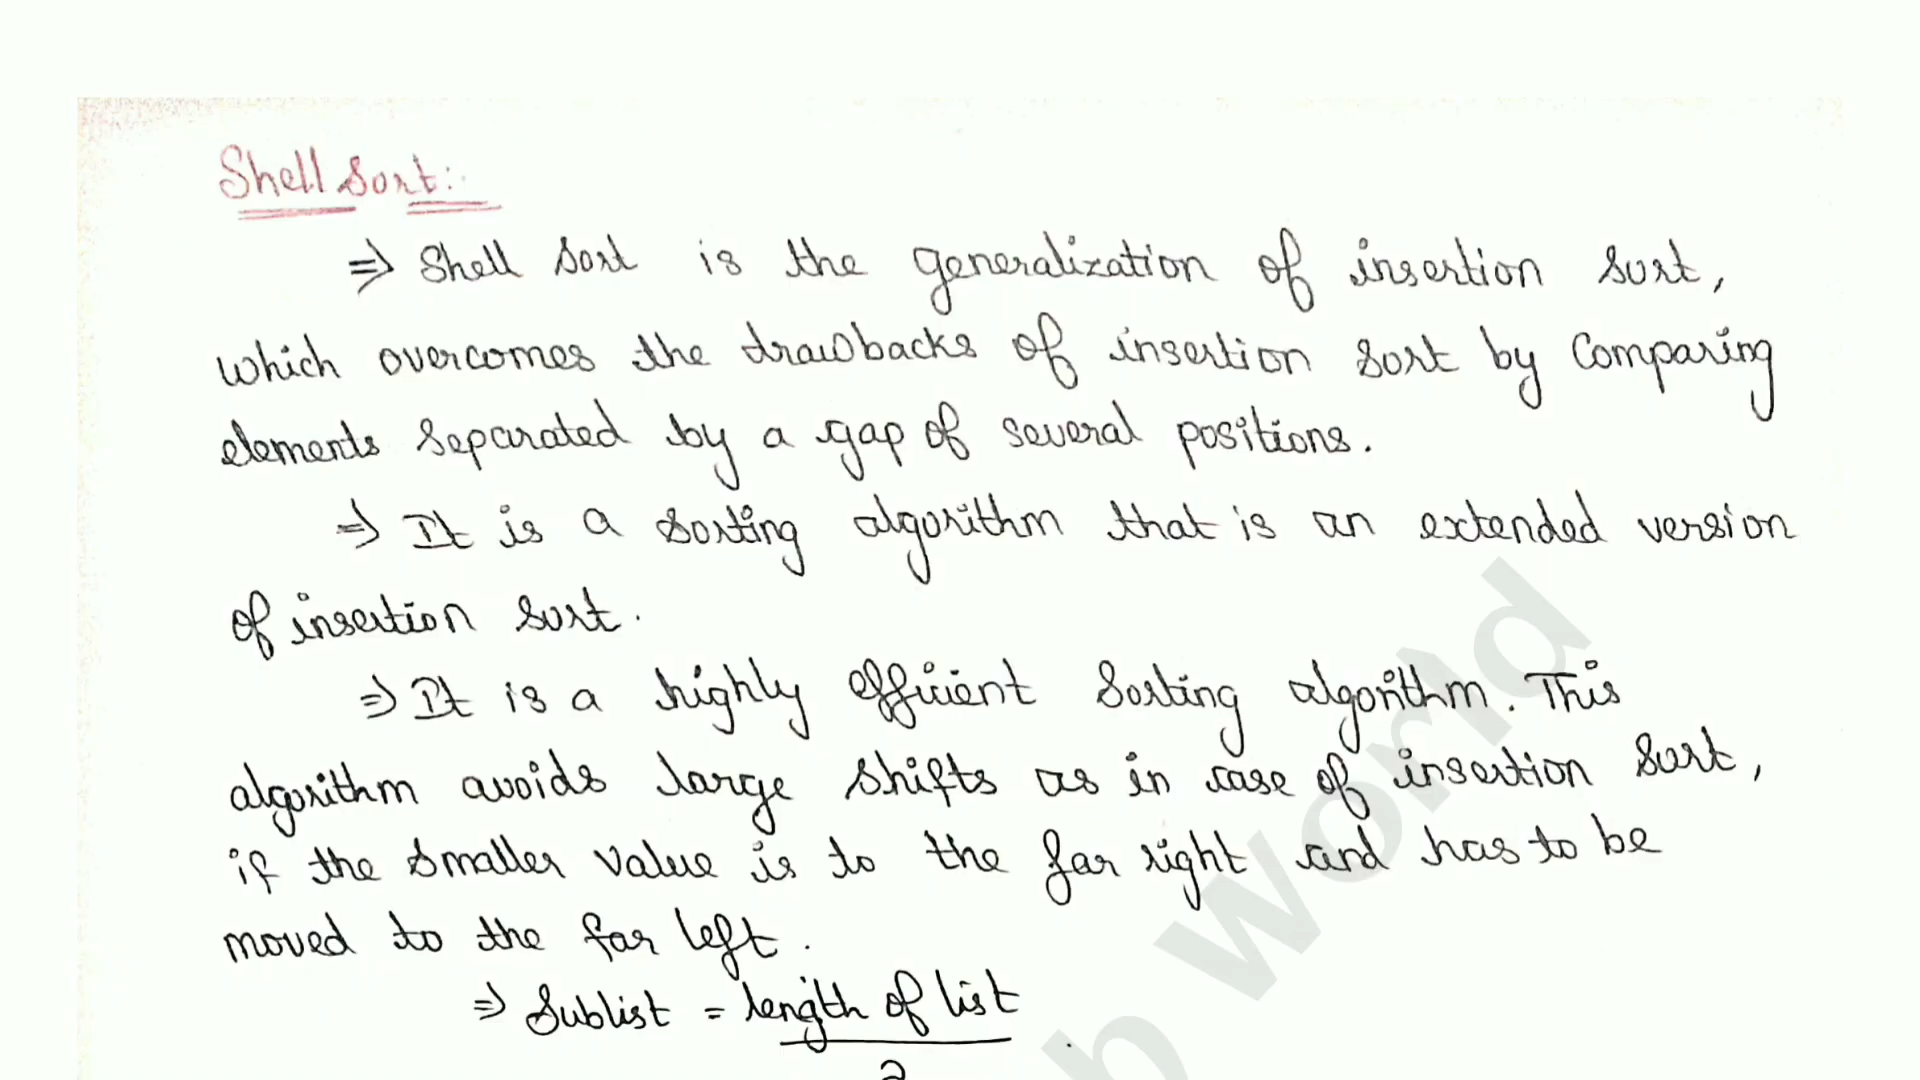 Shell Sort:
⇒ Shell Sort is the generalization of insertion sort,
which overcomes the drawbacks of insertion sort by Comparing
elements separated by a gap of several positions.
⇒ It is a sorting algorithm that is an extended version
of insertion sort.
⇒ It is a highly efficient Sorting algorithm. This
algorithm avoids large shifts as in case of insertion Sort,
if the smaller value is to the far right and has to be
moved to the far left.
⇒ Sublist = length of list
b world